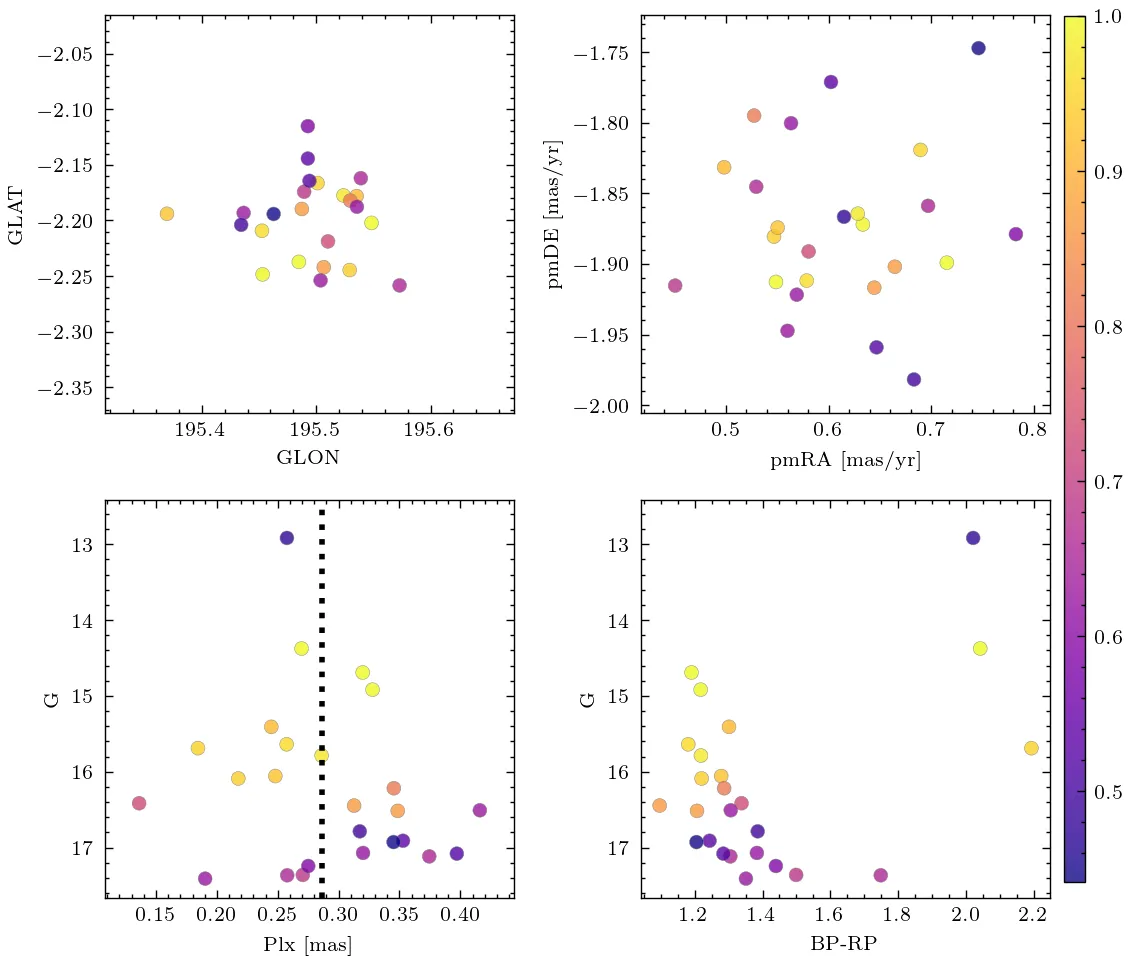 −2.05
−2.10
−2.15
−2.20
−2.25
−2.30
−2.35
GLAT
195.4 195.5 195.6
GLON
−1.75
−1.80
−1.85
−1.90
−1.95
−2.00
pmDE [mas/yr]
0.5 0.6 0.7 0.8
pmRA [mas/yr]
13
14
15
16
17
G
0.15 0.20 0.25 0.30 0.35 0.40
Plx [mas]
13
14
15
16
17
G
1.2 1.4 1.6 1.8 2.0 2.2
BP-RP
1.0
0.9
0.8
0.7
0.6
0.5